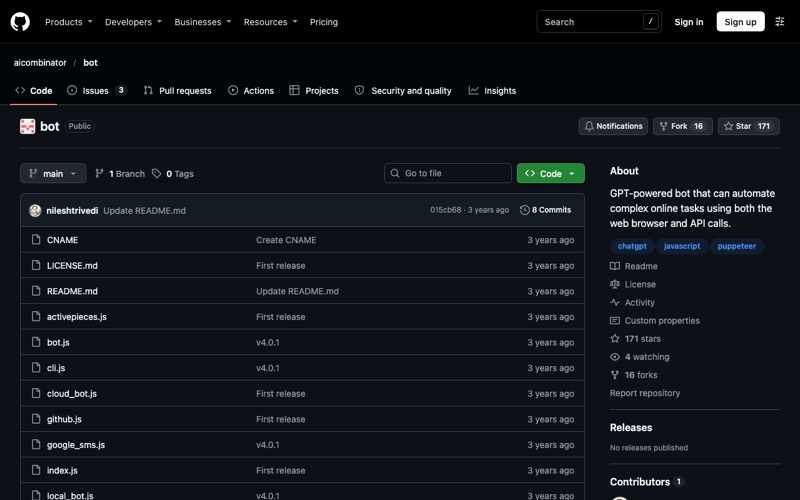 Products Developers Businesses Resources Pricing Search / Sign in Sign up
aicombinator / bot
Code Issues 3 Pull requests Actions Projects Security and quality Insights
bot Public Notifications Fork 16 Star 171
main 1 Branch 0 Tags Go to file Code
nileshtrivedi Update README.md 015cb68 · 3 years ago 8 Commits
CNAME Create CNAME 3 years ago
LICENSE.md First release 3 years ago
README.md Update README.md 3 years ago
activepieces.js First release 3 years ago
bot.js v4.0.1 3 years ago
cli.js v4.0.1 3 years ago
cloud_bot.js First release 3 years ago
github.js First release 3 years ago
google_sms.js v4.0.1 3 years ago
index.js First release 3 years ago
local_bot.js v4.0.1 3 years ago
About
GPT-powered bot that can automate
complex online tasks using both the
web browser and API calls.
chatgpt javascript puppeteer
Readme
License
Activity
Custom properties
171 stars
4 watching
16 forks
Report repository
Releases
No releases published
Contributors 1